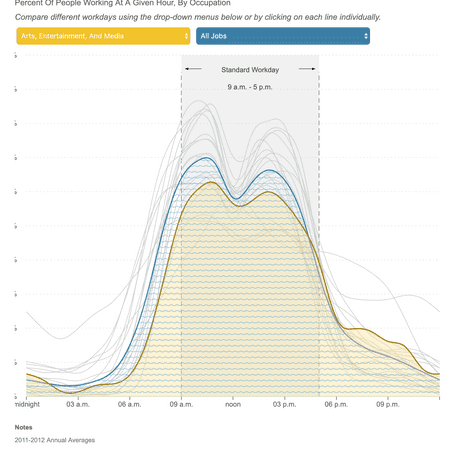 Percent Of People Working At A Given Hour, By Occupation
Compare different workdays using the drop-down menus below or by clicking on each line individually.
Arts, Entertainment, And Media
All Jobs
Standard Workday
9 a.m. - 5 p.m.
midnight 03 a.m. 06 a.m. 09 a.m. noon 03 p.m. 06 p.m. 09 p.m.
Notes
2011-2012 Annual Averages